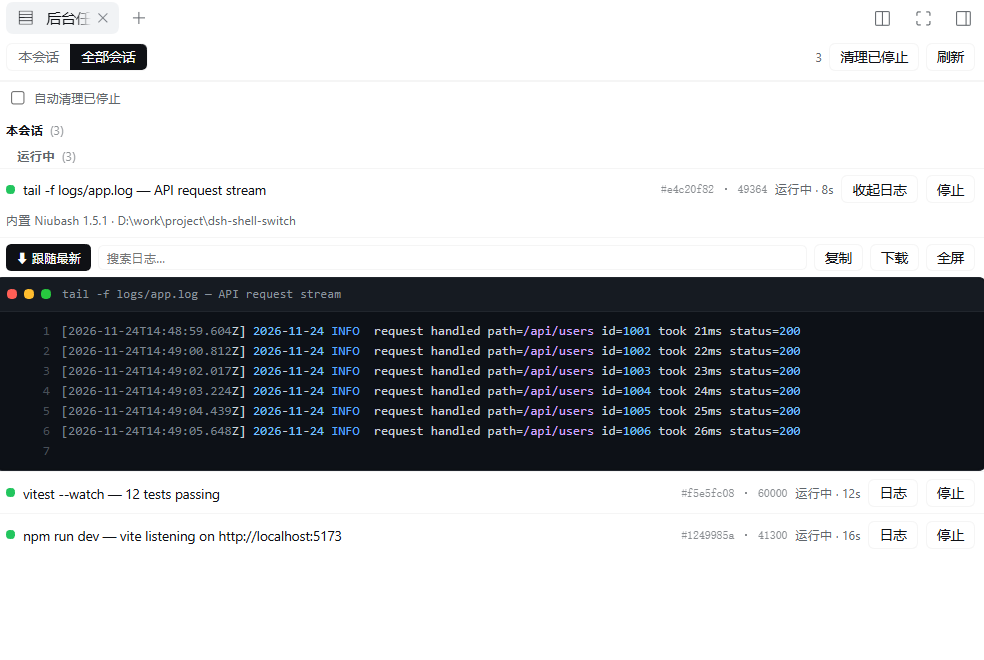 后台任
本会话 全部会话 3 清理已停止 刷新
自动清理已停止
本会话 (3)
运行中 (3)
tail -f logs/app.log — API request stream #e4c20f82 · 49364 运行中 · 8s 收起日志 停止
内置 Niubash 1.5.1 · D:\work\project\dsh-shell-switch
⬇ 跟随最新 搜索日志... 复制 下载 全屏
tail -f logs/app.log — API request stream
1 [2026-11-24T14:48:59.604Z] 2026-11-24 INFO request handled path=/api/users id=1001 took 21ms status=200
2 [2026-11-24T14:49:00.812Z] 2026-11-24 INFO request handled path=/api/users id=1002 took 22ms status=200
3 [2026-11-24T14:49:02.017Z] 2026-11-24 INFO request handled path=/api/users id=1003 took 23ms status=200
4 [2026-11-24T14:49:03.224Z] 2026-11-24 INFO request handled path=/api/users id=1004 took 24ms status=200
5 [2026-11-24T14:49:04.439Z] 2026-11-24 INFO request handled path=/api/users id=1005 took 25ms status=200
6 [2026-11-24T14:49:05.648Z] 2026-11-24 INFO request handled path=/api/users id=1006 took 26ms status=200
7
vitest --watch — 12 tests passing #f5e5fc08 · 60000 运行中 · 12s 日志 停止
npm run dev — vite listening on http://localhost:5173 #1249985a · 41300 运行中 · 16s 日志 停止